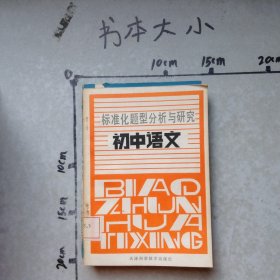 书本大小
10cm 15cm 20cm
10cm
15cm
20cm
标准化题型分析与研究
初中语文
BIAO
ZHUN
HUA
TIXING
天津科学技术出版社